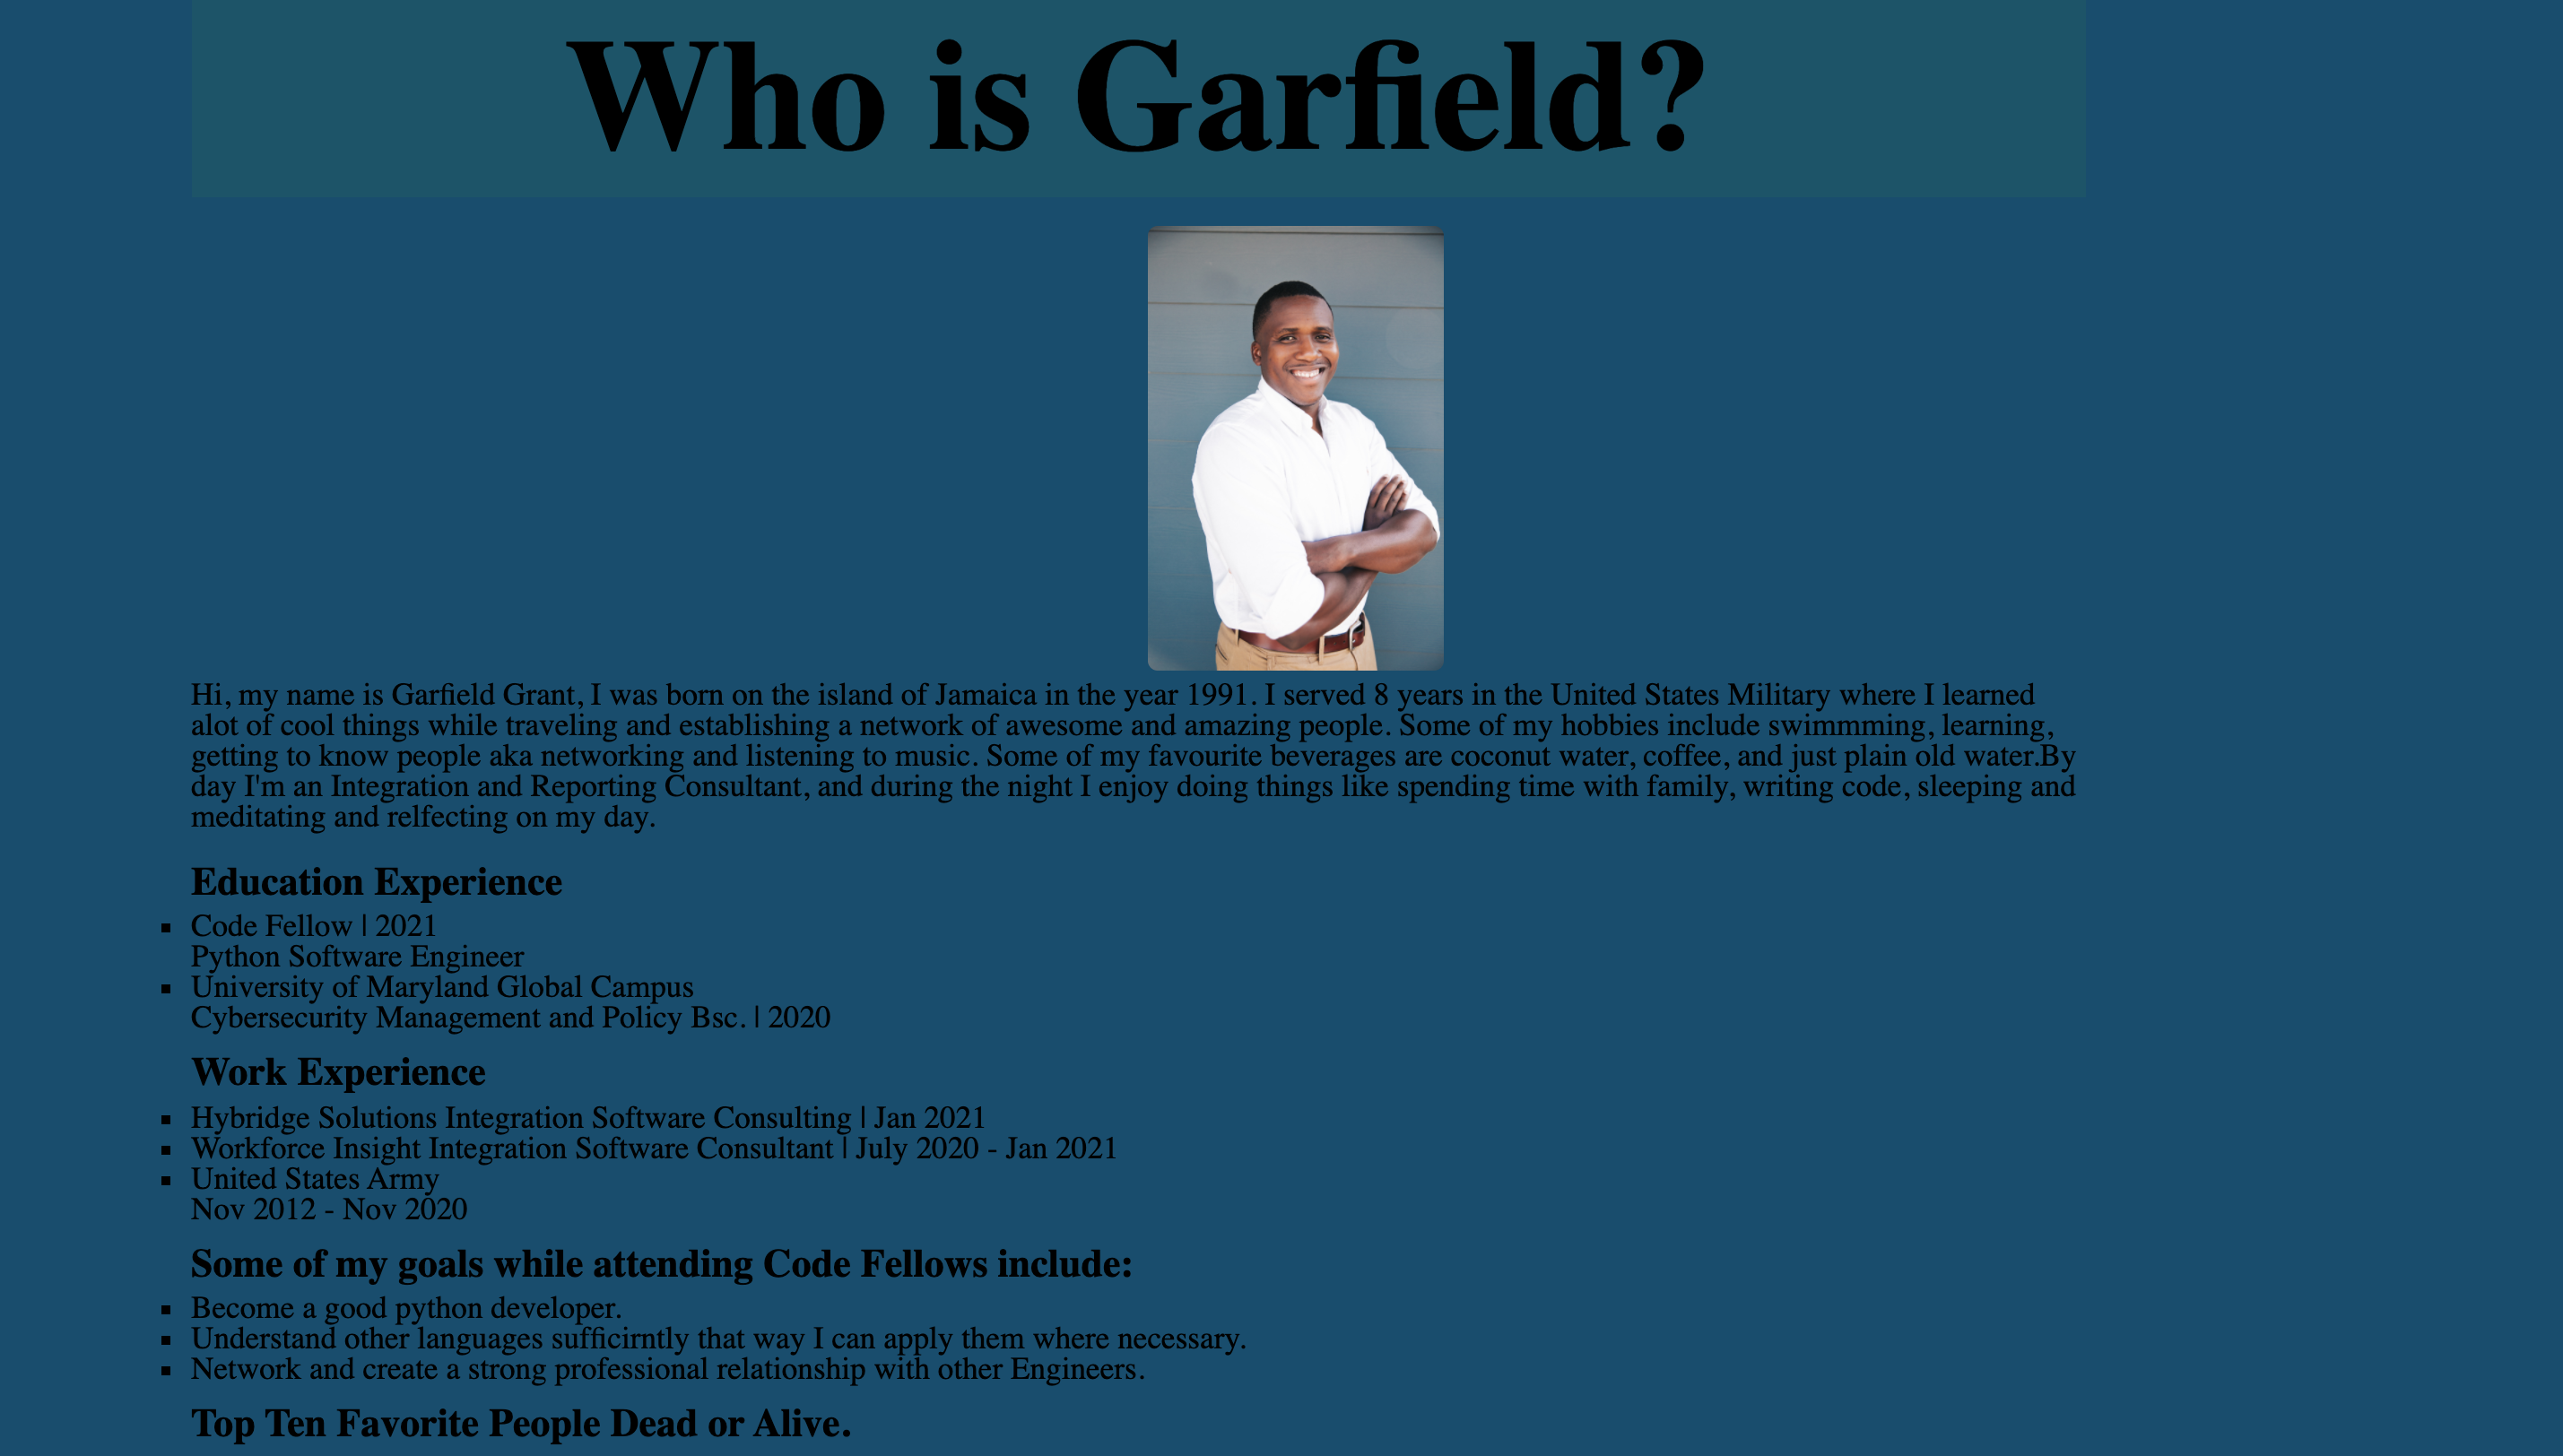 Who is Garfield?
Hi, my name is Garfield Grant, I was born on the island of Jamaica in the year 1991. I served 8 years in the United States Military where I learned
alot of cool things while traveling and establishing a network of awesome and amazing people. Some of my hobbies include swimmming, learning,
getting to know people aka networking and listening to music. Some of my favourite beverages are coconut water, coffee, and just plain old water.By
day I'm an Integration and Reporting Consultant, and during the night I enjoy doing things like spending time with family, writing code, sleeping and
meditating and relfecting on my day.
Education Experience
▪ Code Fellow | 2021
Python Software Engineer
▪ University of Maryland Global Campus
Cybersecurity Management and Policy Bsc. | 2020
Work Experience
▪ Hybridge Solutions Integration Software Consulting | Jan 2021
▪ Workforce Insight Integration Software Consultant | July 2020 - Jan 2021
▪ United States Army
Nov 2012 - Nov 2020
Some of my goals while attending Code Fellows include:
▪ Become a good python developer.
▪ Understand other languages sufficirntly that way I can apply them where necessary.
▪ Network and create a strong professional relationship with other Engineers.
Top Ten Favorite People Dead or Alive.